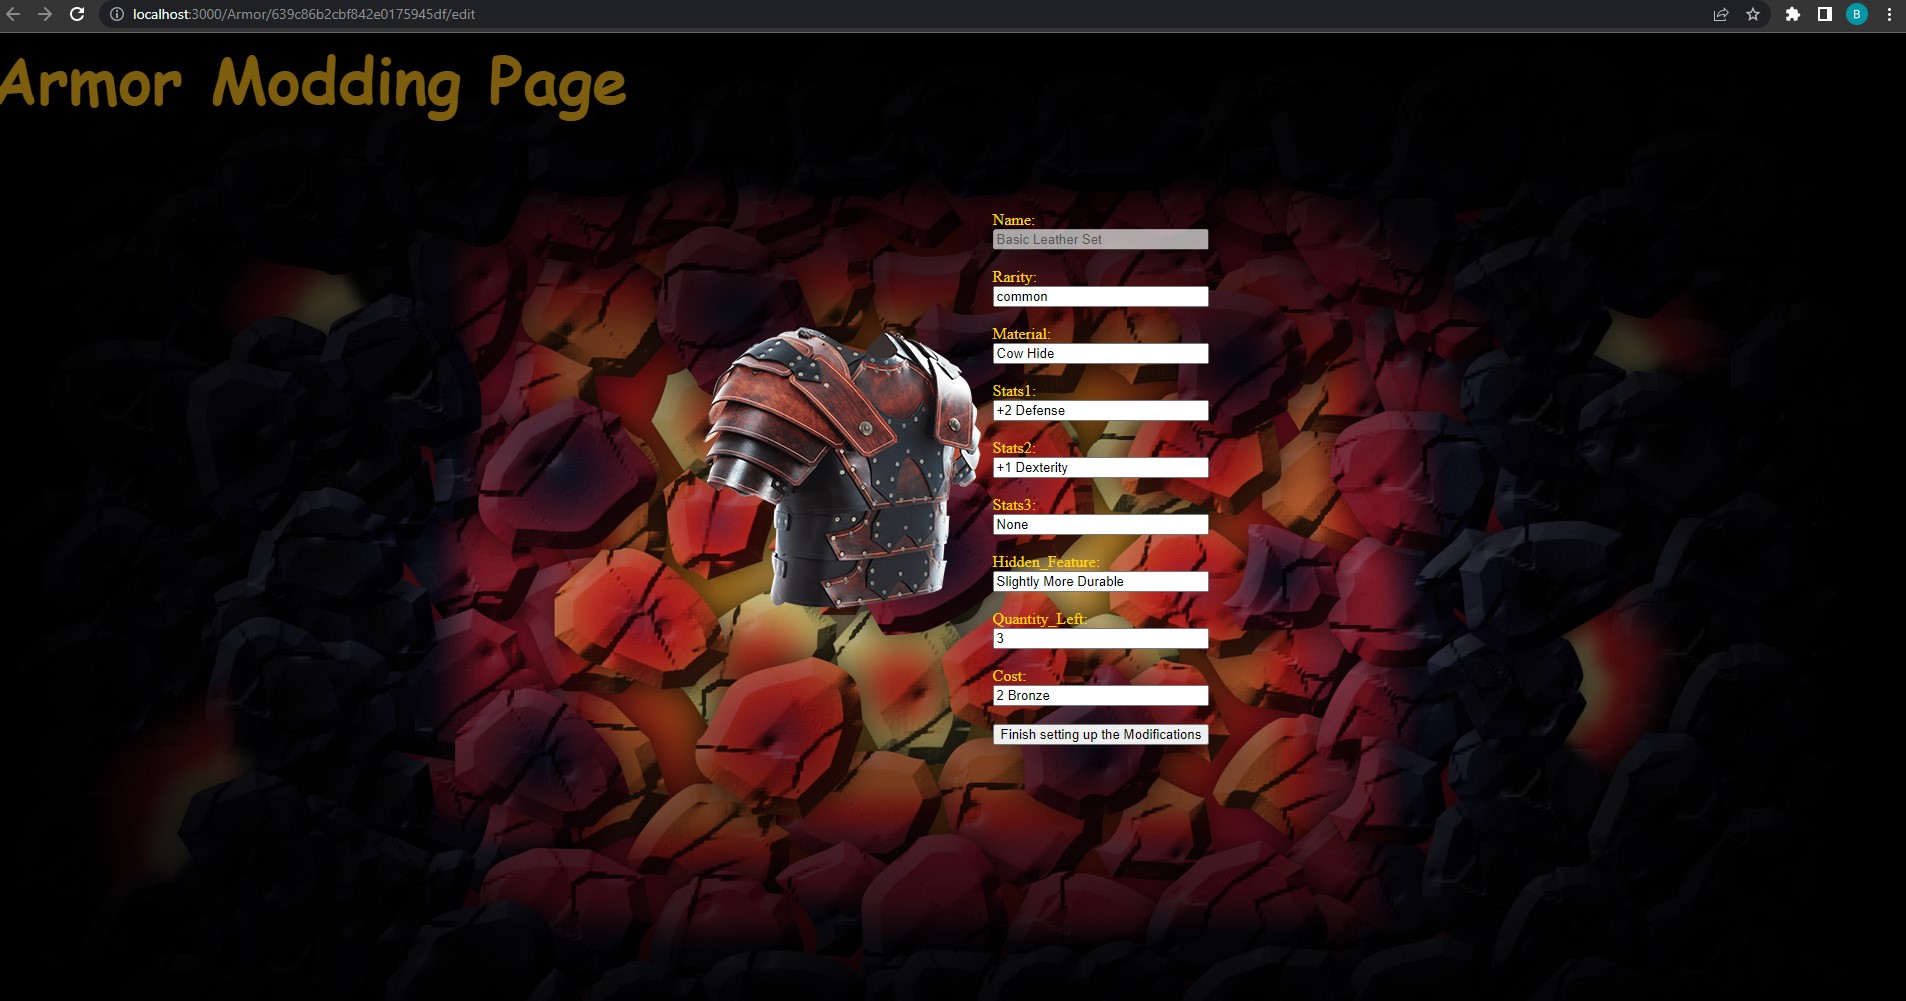 localhost:3000/Armor/639c86b2cbf842e0175945df/edit
B
Armor Modding Page
Name:
Basic Leather Set
Rarity:
common
Material:
Cow Hide
Stats1:
+2 Defense
Stats2:
+1 Dexterity
Stats3:
None
Hidden_Feature:
Slightly More Durable
Quantity_Left:
3
Cost:
2 Bronze
Finish setting up the Modifications